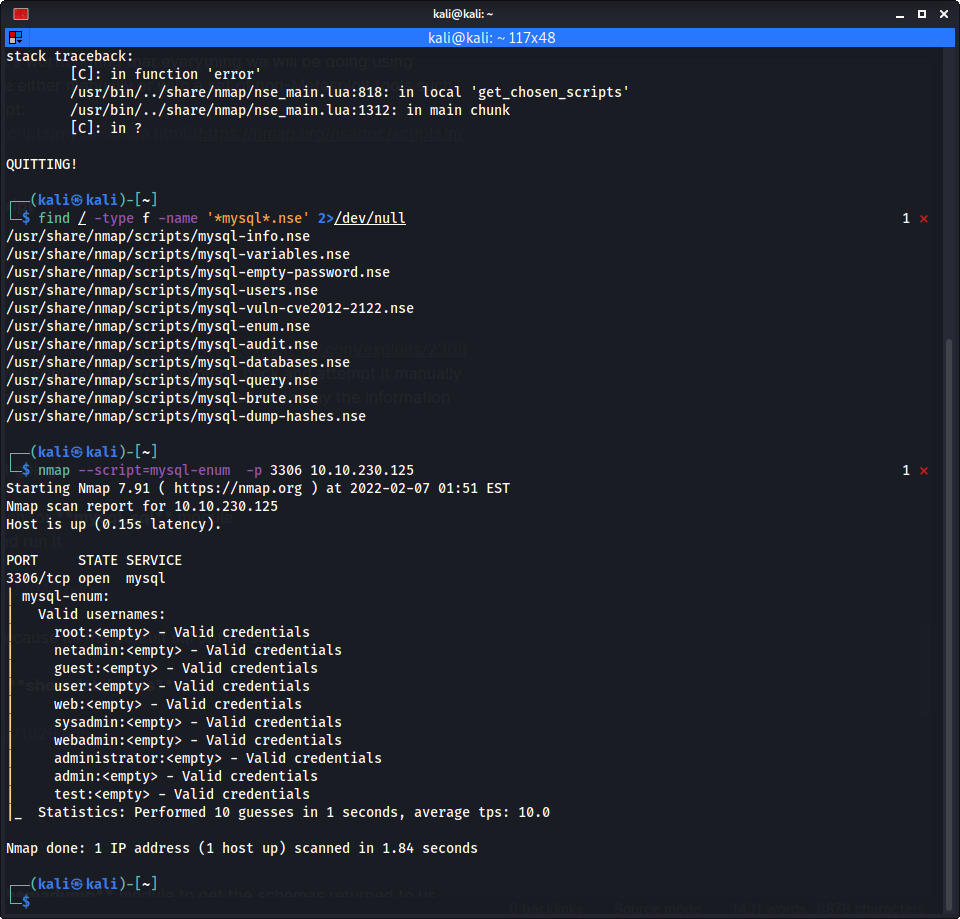 kali@kali: ~
kali@kali: ~ 117x48
stack traceback:
[C]: in function 'error'
/usr/bin/../share/nmap/nse_main.lua:818: in local 'get_chosen_scripts'
/usr/bin/../share/nmap/nse_main.lua:1312: in main chunk
[C]: in ?
QUITTING!
┌──(kali㉿kali)-[~]
└─$ find / -type f -name '*mysql*.nse' 2>/dev/null 1 ⨯
/usr/share/nmap/scripts/mysql-info.nse
/usr/share/nmap/scripts/mysql-variables.nse
/usr/share/nmap/scripts/mysql-empty-password.nse
/usr/share/nmap/scripts/mysql-users.nse
/usr/share/nmap/scripts/mysql-vuln-cve2012-2122.nse
/usr/share/nmap/scripts/mysql-enum.nse
/usr/share/nmap/scripts/mysql-audit.nse
/usr/share/nmap/scripts/mysql-databases.nse
/usr/share/nmap/scripts/mysql-query.nse
/usr/share/nmap/scripts/mysql-brute.nse
/usr/share/nmap/scripts/mysql-dump-hashes.nse
┌──(kali㉿kali)-[~]
└─$ nmap --script=mysql-enum  -p 3306 10.10.230.125 1 ⨯
Starting Nmap 7.91 ( https://nmap.org ) at 2022-02-07 01:51 EST
Nmap scan report for 10.10.230.125
Host is up (0.15s latency).
PORT     STATE SERVICE
3306/tcp open  mysql
| mysql-enum:
|   Valid usernames:
|     root:<empty> - Valid credentials
|     netadmin:<empty> - Valid credentials
|     guest:<empty> - Valid credentials
|     user:<empty> - Valid credentials
|     web:<empty> - Valid credentials
|     sysadmin:<empty> - Valid credentials
|     webadmin:<empty> - Valid credentials
|     administrator:<empty> - Valid credentials
|     admin:<empty> - Valid credentials
|     test:<empty> - Valid credentials
|_  Statistics: Performed 10 guesses in 1 seconds, average tps: 10.0
Nmap done: 1 IP address (1 host up) scanned in 1.84 seconds
┌──(kali㉿kali)-[~]
└─$